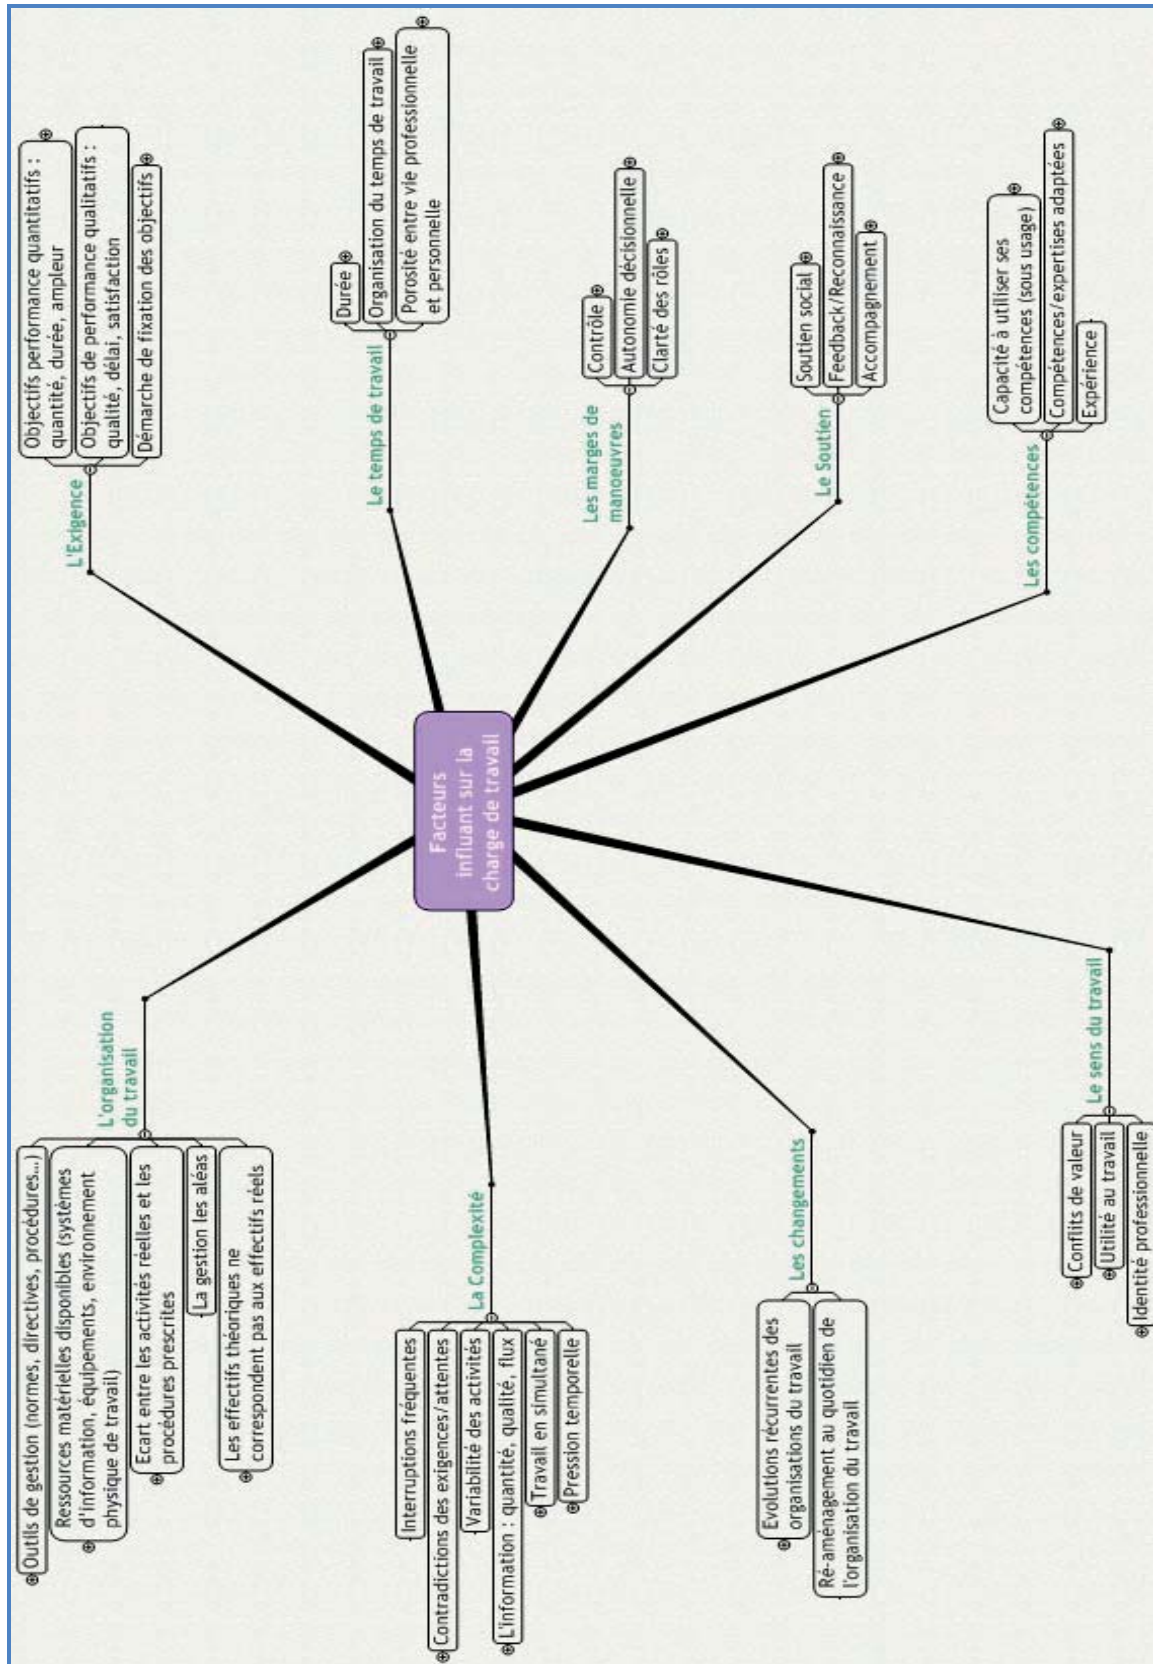 Facteurs
influant sur la
charge de travail
L'Exigence
Objectifs performance quantitatifs :
quantité, durée, ampleur
Objectifs de performance qualitatifs :
qualité, délai, satisfaction
Démarche de fixation des objectifs
Le temps de travail
Durée
Organisation du temps de travail
Porosité entre vie professionnelle
et personnelle
Les marges de
manoeuvres
Contrôle
Autonomie décisionnelle
Clarté des rôles
Le Soutien
Soutien social
Feedback/Reconnaissance
Accompagnement
Les compétences
Capacité à utiliser ses
compétences (sous usage)
Compétences/expertises adaptées
Expérience
L'organisation
du travail
Outils de gestion (normes, directives, procédures...)
Ressources matérielles disponibles (systèmes
d'information, équipements, environnement
physique de travail)
Ecart entre les activités réelles et les
procédures prescrites
La gestion les aléas
Les effectifs théoriques ne
correspondent pas aux effectifs réels
La Complexité
Interruptions fréquentes
Contradictions des exigences/attentes
Variabilité des activités
L'information : quantité, qualité, flux
Travail en simultané
Pression temporelle
Les changements
Evolutions récurrentes des
organisations du travail
Ré-aménagement au quotidien de
l'organisation du travail
Le sens du travail
Conflits de valeur
Utilité au travail
Identité professionnelle